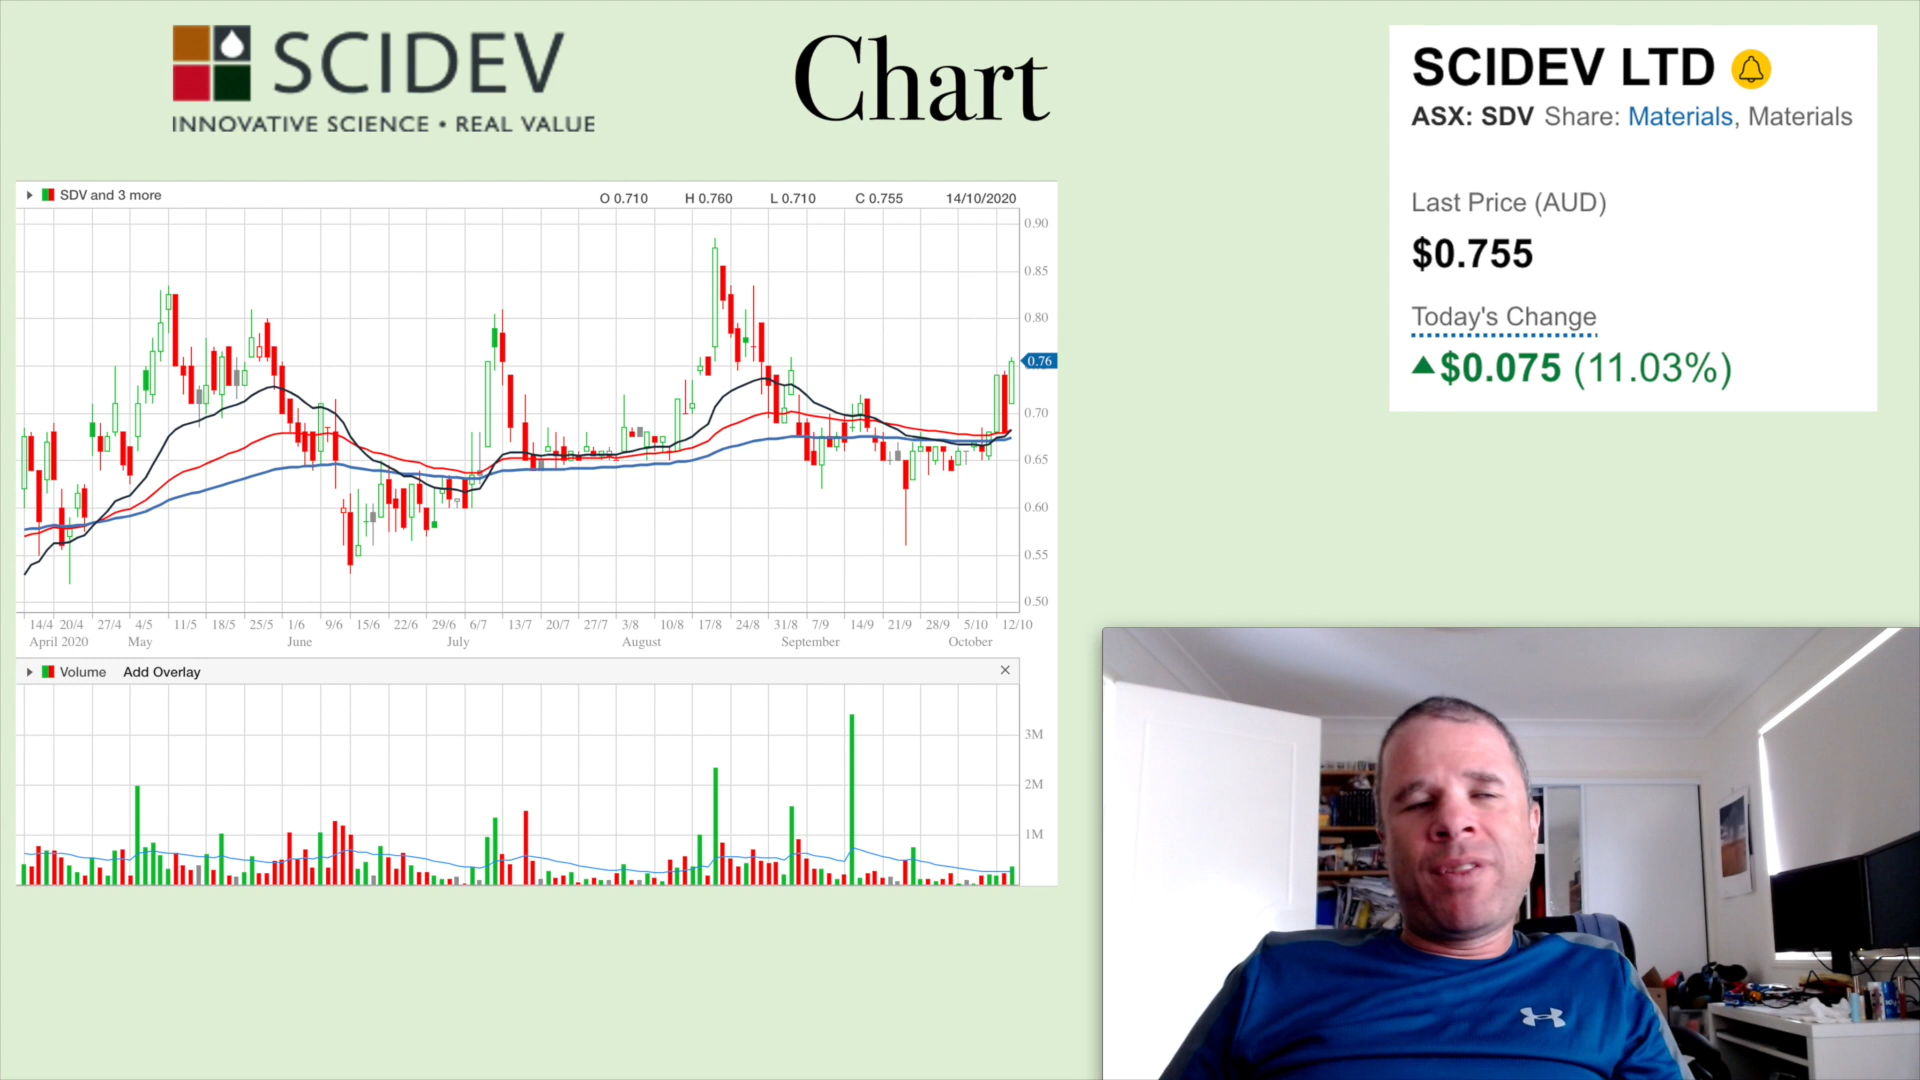 SCIDEV
INNOVATIVE SCIENCE • REAL VALUE
Chart
SCIDEV LTD
ASX: SDV Share: Materials, Materials
Last Price (AUD)
$0.755
Today's Change
$0.075 (11.03%)
SDV and 3 more
O 0.710 H 0.760 L 0.710 C 0.755 14/10/2020
0.90
0.85
0.80
0.76
0.70
0.65
0.60
0.55
0.50
14/4 20/4 27/4 4/5 11/5 18/5 25/5 1/6 9/6 15/6 22/6 29/6 6/7 13/7 20/7 27/7 3/8 10/8 17/8 24/8 31/8 7/9 14/9 21/9 28/9 5/10 12/10
April 2020 May June July August September October
Volume Add Overlay
3M
2M
1M